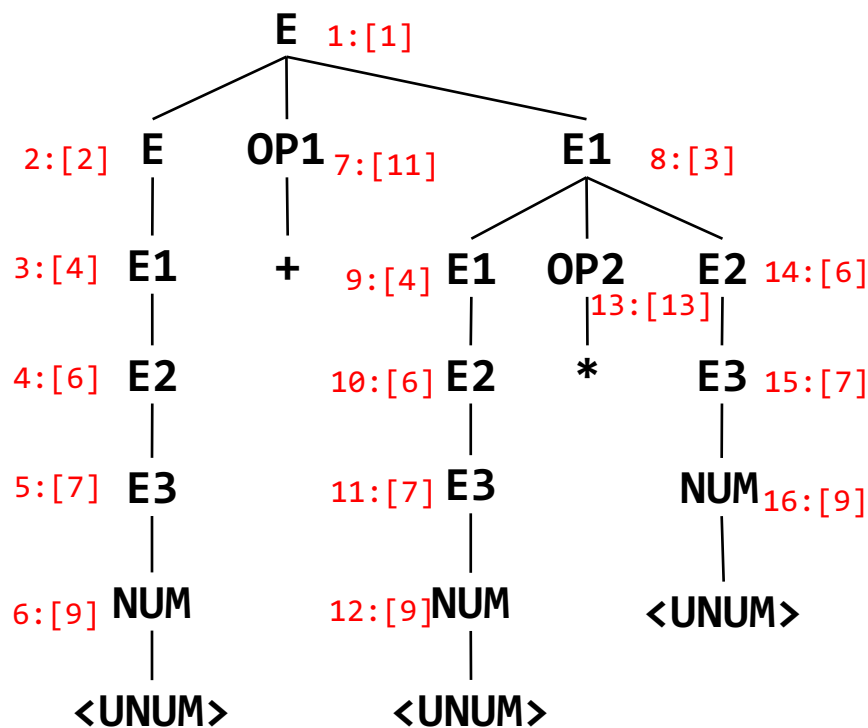 E 1:[1]
2:[2] E OP1 7:[11] E1 8:[3]
3:[4] E1 + 9:[4] E1 OP2 E2 14:[6]
13:[13]
4:[6] E2 10:[6] E2 * E3 15:[7]
5:[7] E3 11:[7] E3 NUM 16:[9]
6:[9] NUM 12:[9] NUM <UNUM>
<UNUM> <UNUM>